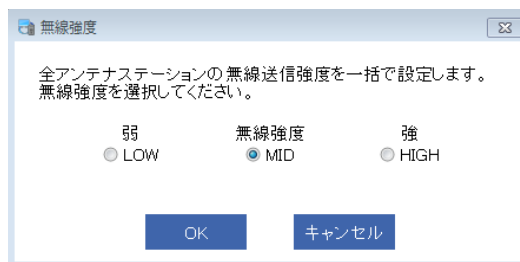 無線強度
全アンテナステーションの無線送信強度を一括で設定します。
無線強度を選択してください。
弱 無線強度 強
LOW MID HIGH
OK キャンセル